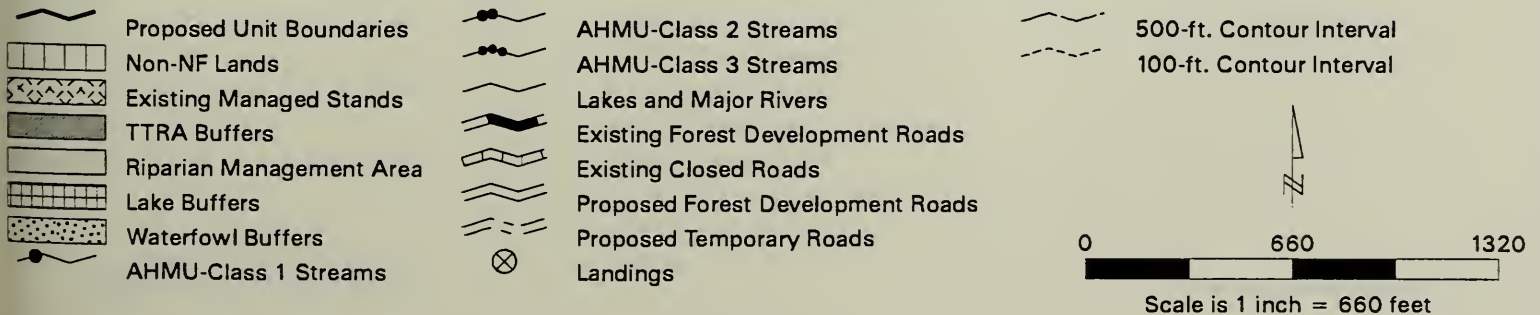 Proposed Unit Boundaries
Non-NF Lands
Existing Managed Stands
TTRA Buffers
Riparian Management Area
Lake Buffers
Waterfowl Buffers
AHMU-Class 1 Streams
AHMU-Class 2 Streams
AHMU-Class 3 Streams
Lakes and Major Rivers
Existing Forest Development Roads
Existing Closed Roads
Proposed Forest Development Roads
Proposed Temporary Roads
Landings
500-ft. Contour Interval
100-ft. Contour Interval
N
0 660 1320
Scale is 1 inch = 660 feet